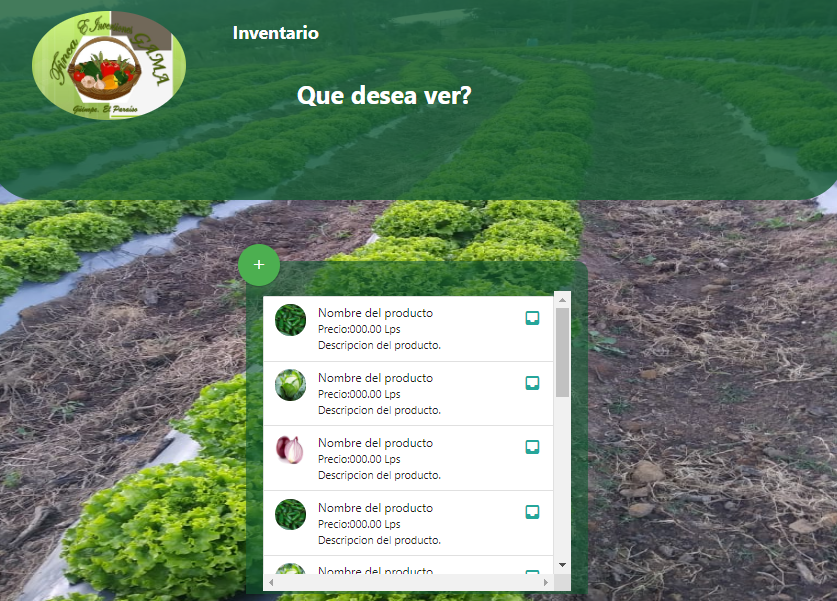 Finca E Inversiones GAMA
Güinope, El Paraíso
Inventario
Que desea ver?
+
Nombre del producto
Precio:000.00 Lps
Descripcion del producto.
Nombre del producto
Precio:000.00 Lps
Descripcion del producto.
Nombre del producto
Precio:000.00 Lps
Descripcion del producto.
Nombre del producto
Precio:000.00 Lps
Descripcion del producto.
Nombre del producto